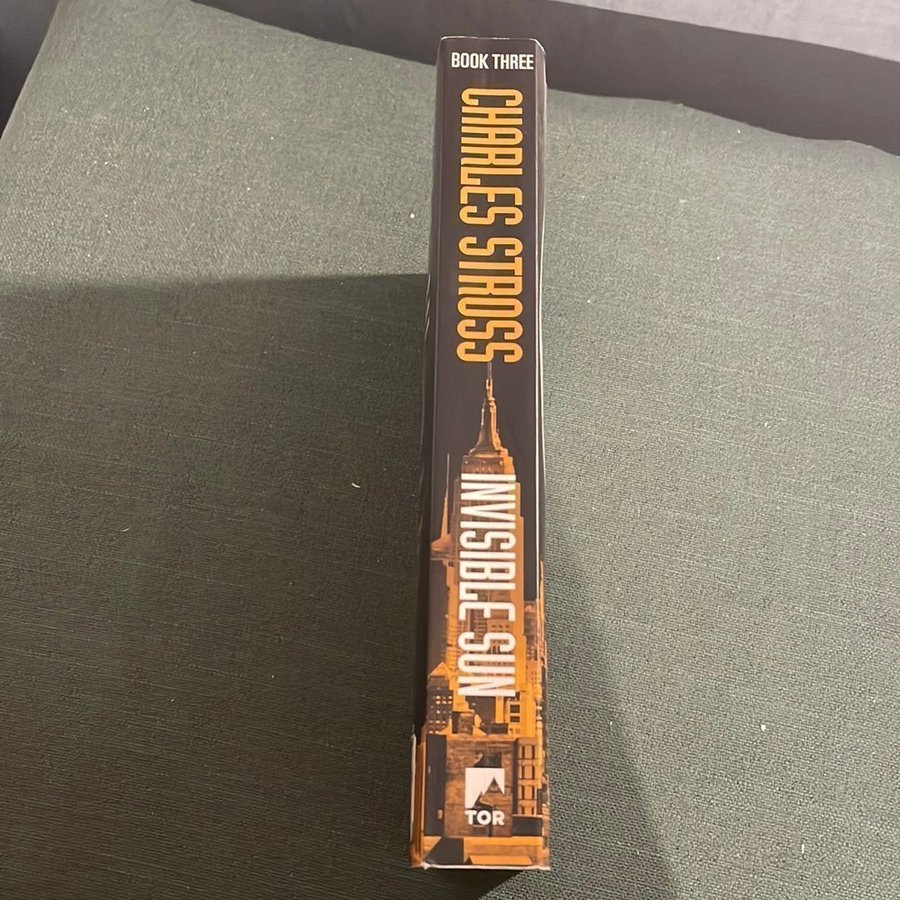 BOOK THREE
CHARLES STROSS
INVISIBLE SUN
TOR